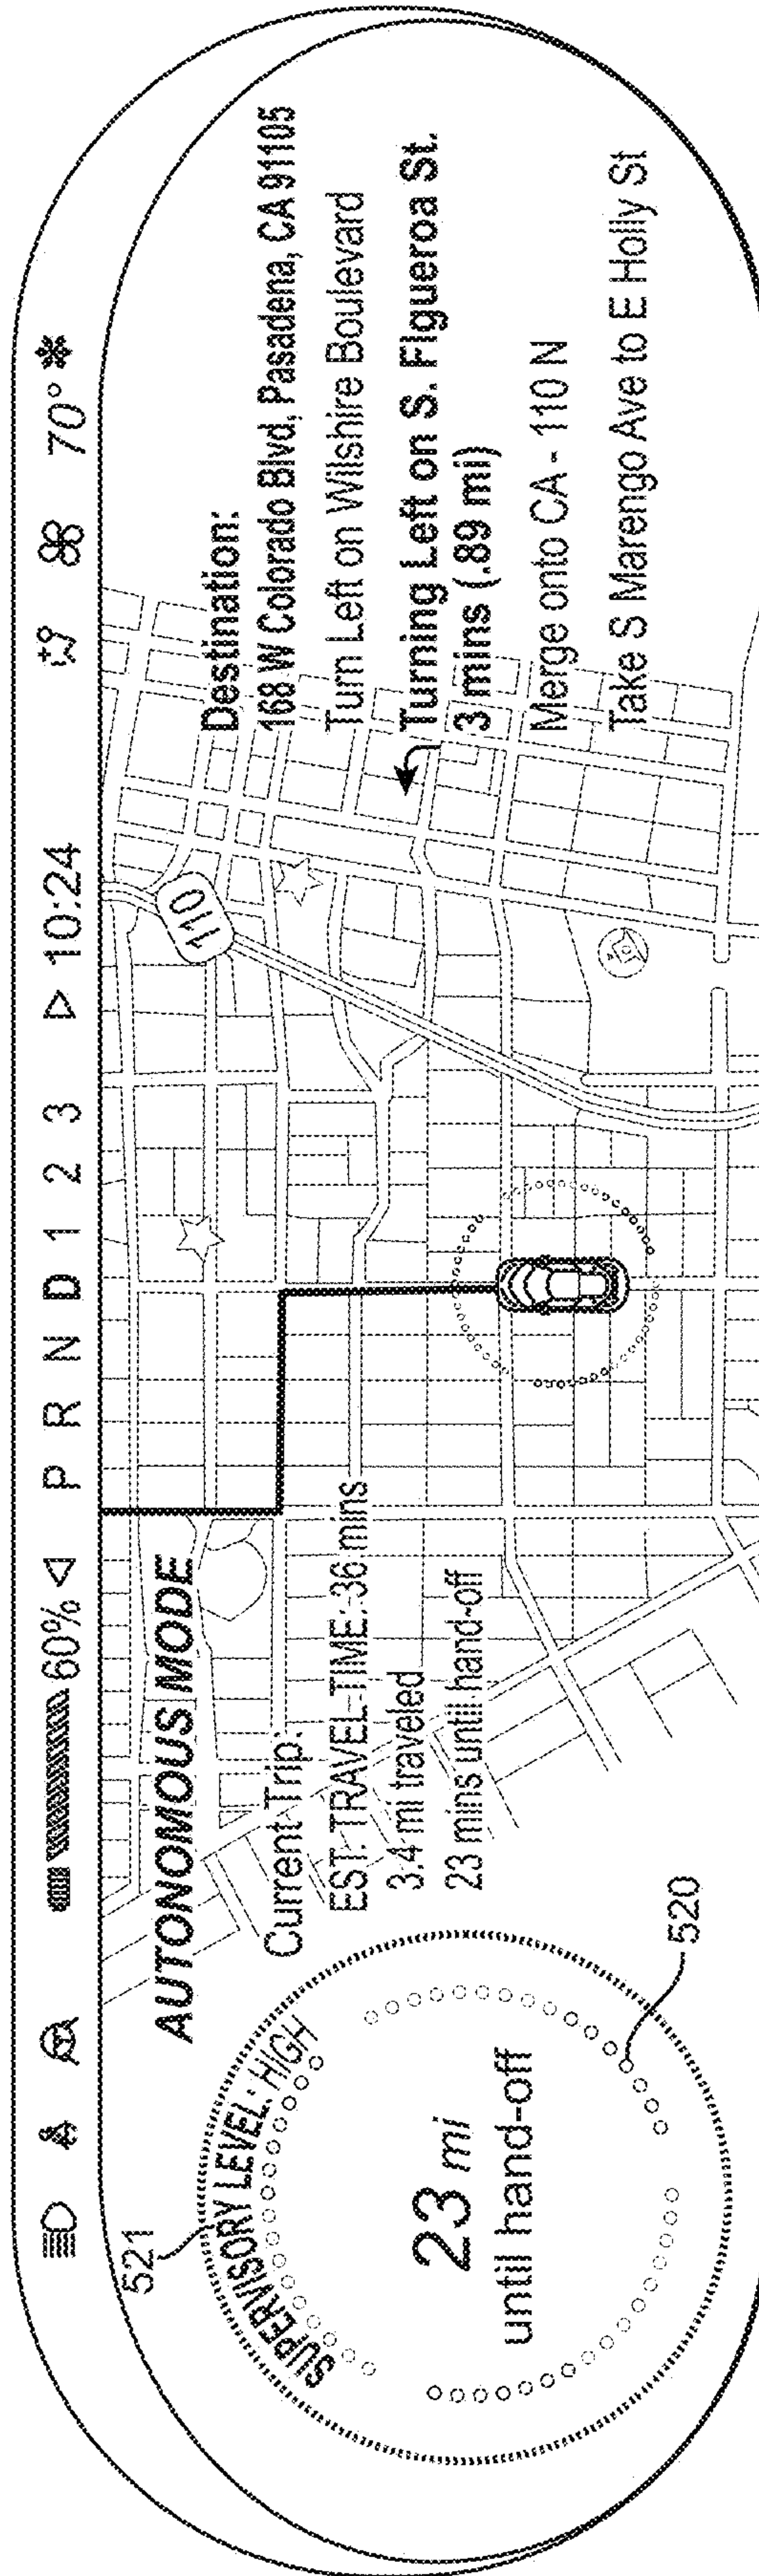 60% P R N D 1 2 3 10:24 70°
AUTONOMOUS MODE
Current Trip:
EST. TRAVEL TIME: 36 mins
3.4 mi traveled
23 mins until hand-off
521
SUPERVISORY LEVEL: HIGH
23 mi
until hand-off
520
110
Destination:
168 W Colorado Blvd, Pasadena, CA 91105
Turn Left on Wilshire Boulevard
Turning Left on S. Figueroa St.
3 mins (.89 mi)
Merge onto CA - 110 N
Take S Marengo Ave to E Holly St